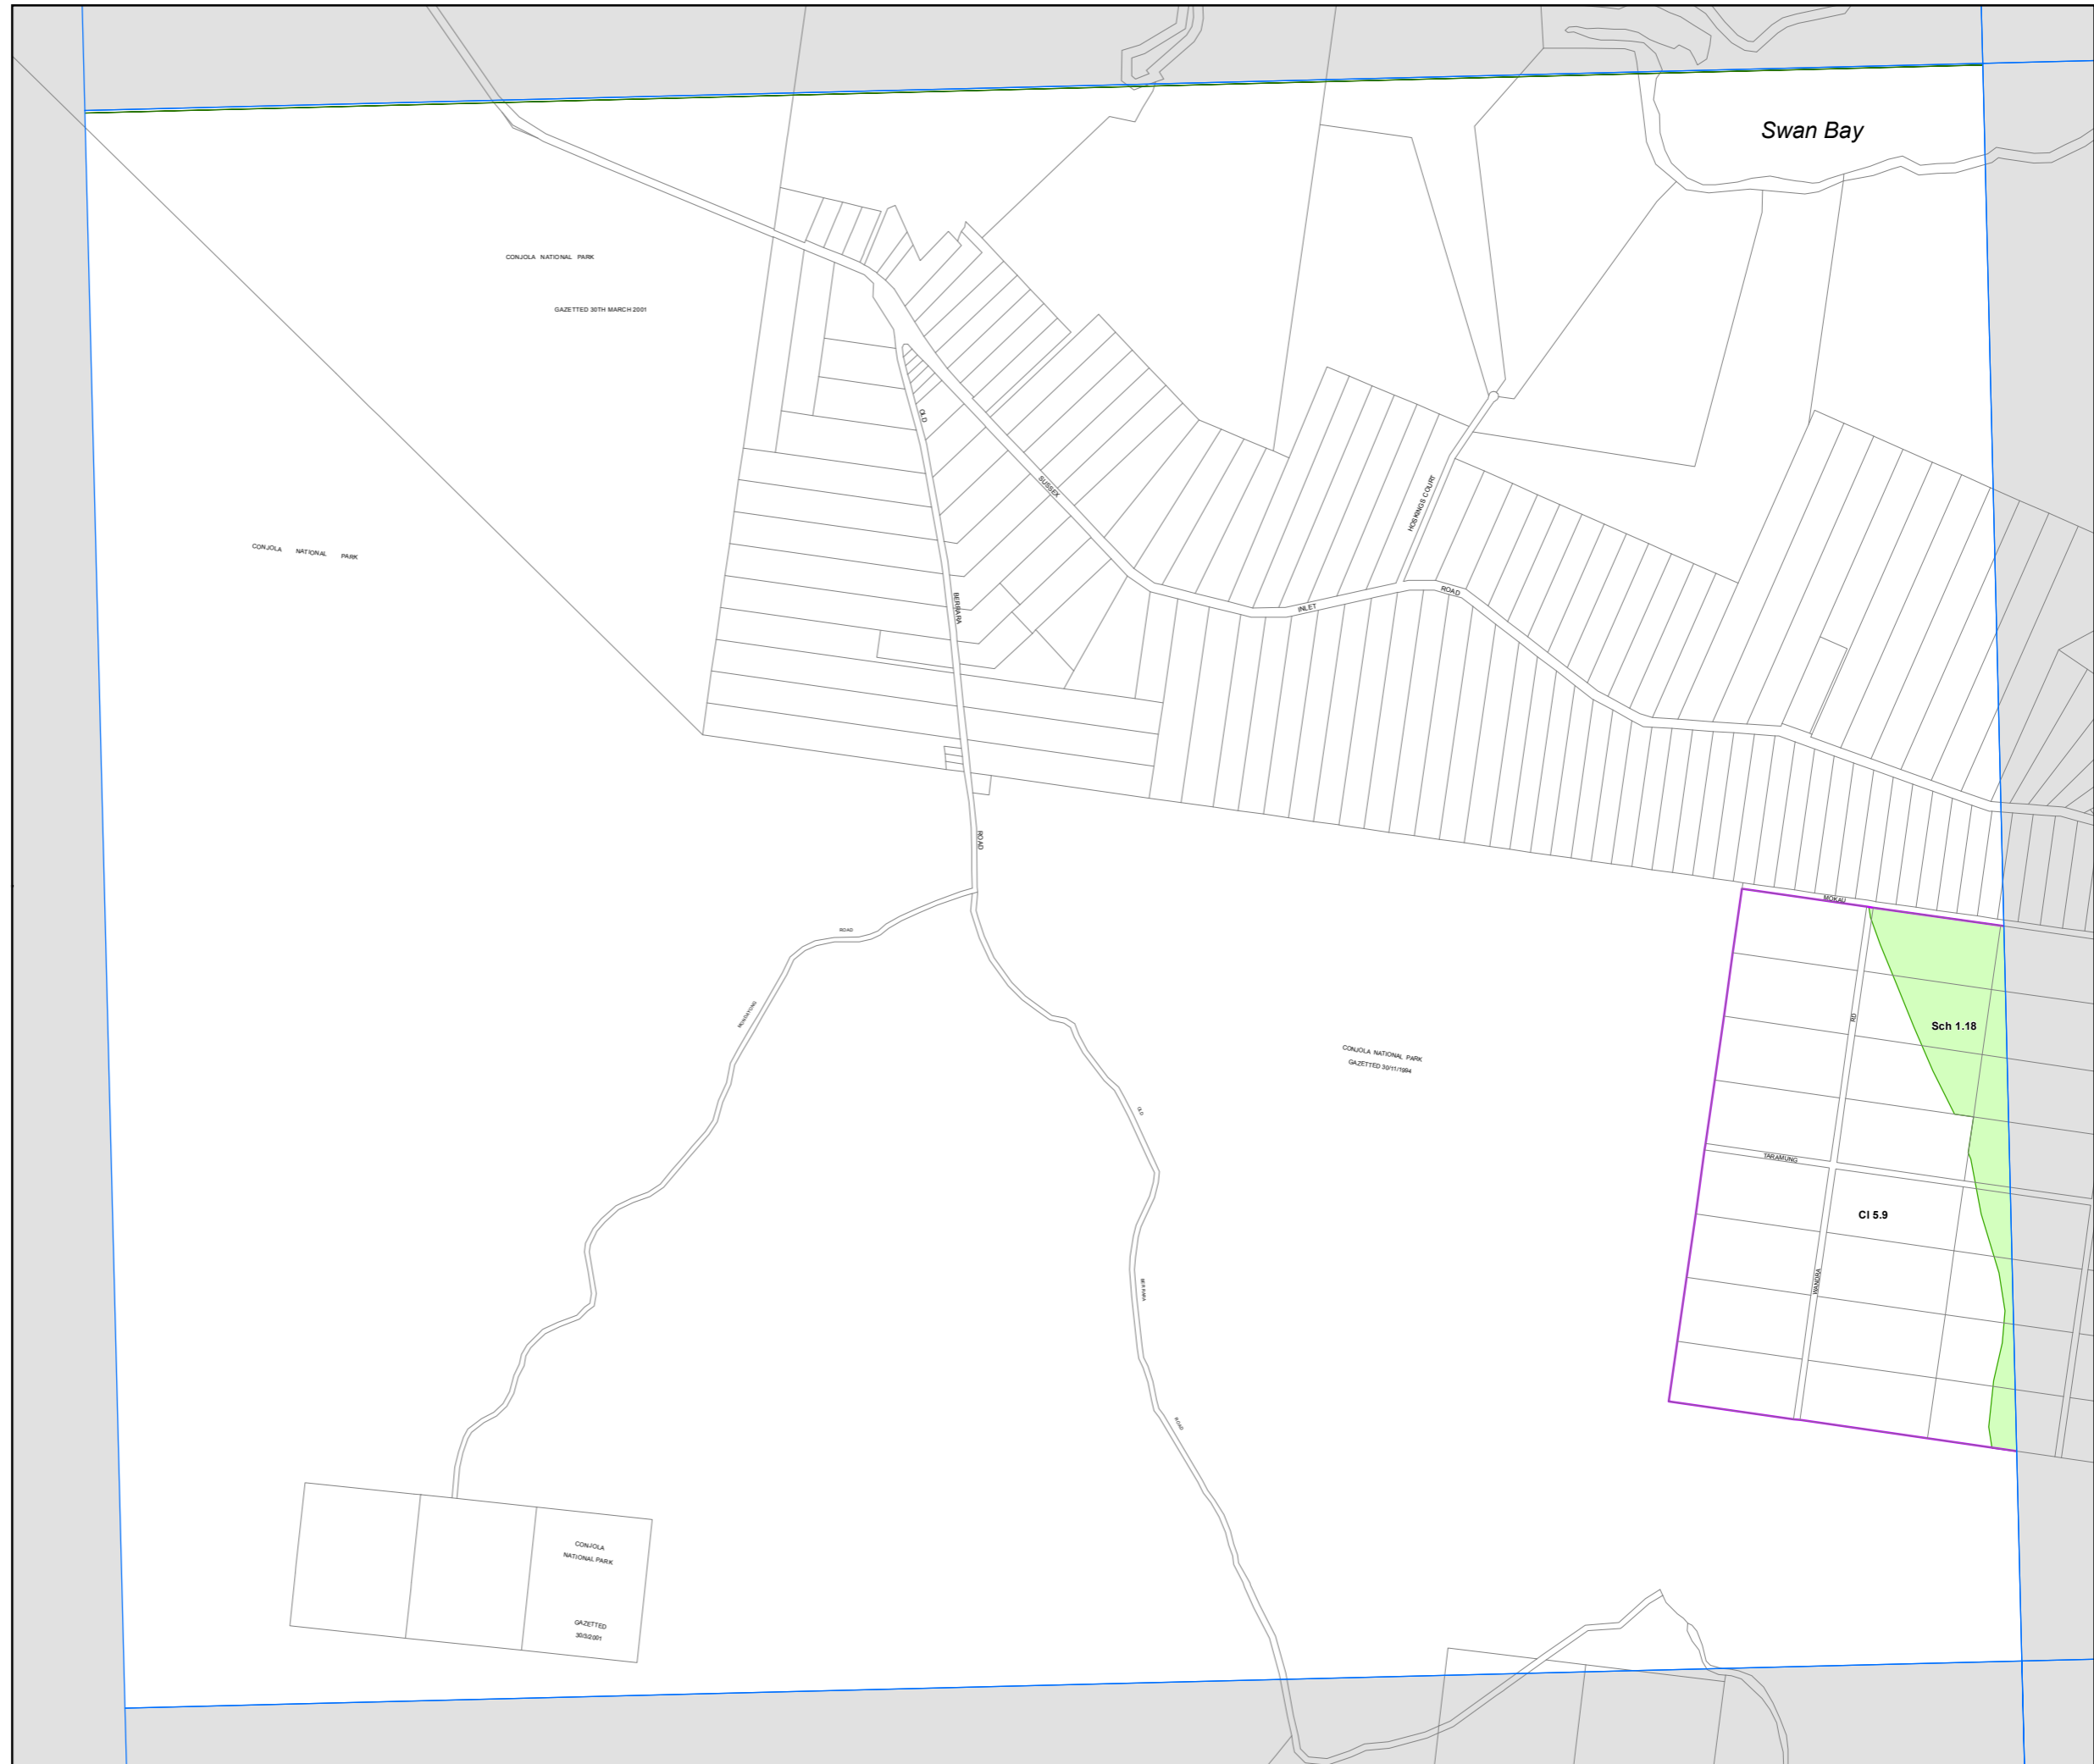 Swan Bay
CONJOLA NATIONAL PARK
GAZETTED 30TH MARCH 2001
OLD
SUSSEX
HOSKINGS COURT
CONJOLA NATIONAL PARK
BERRARA
INLET
ROAD
ROAD
MOKAU
ROAD
RD
Sch 1.18
CONJOLA NATIONAL PARK
GAZETTED 30/11/1994
OLD
TARAMUNG
Cl 5.9
BERRARA
WANDRA
ROAD
CONJOLA
NATIONAL PARK
GAZETTED
30/3/2001